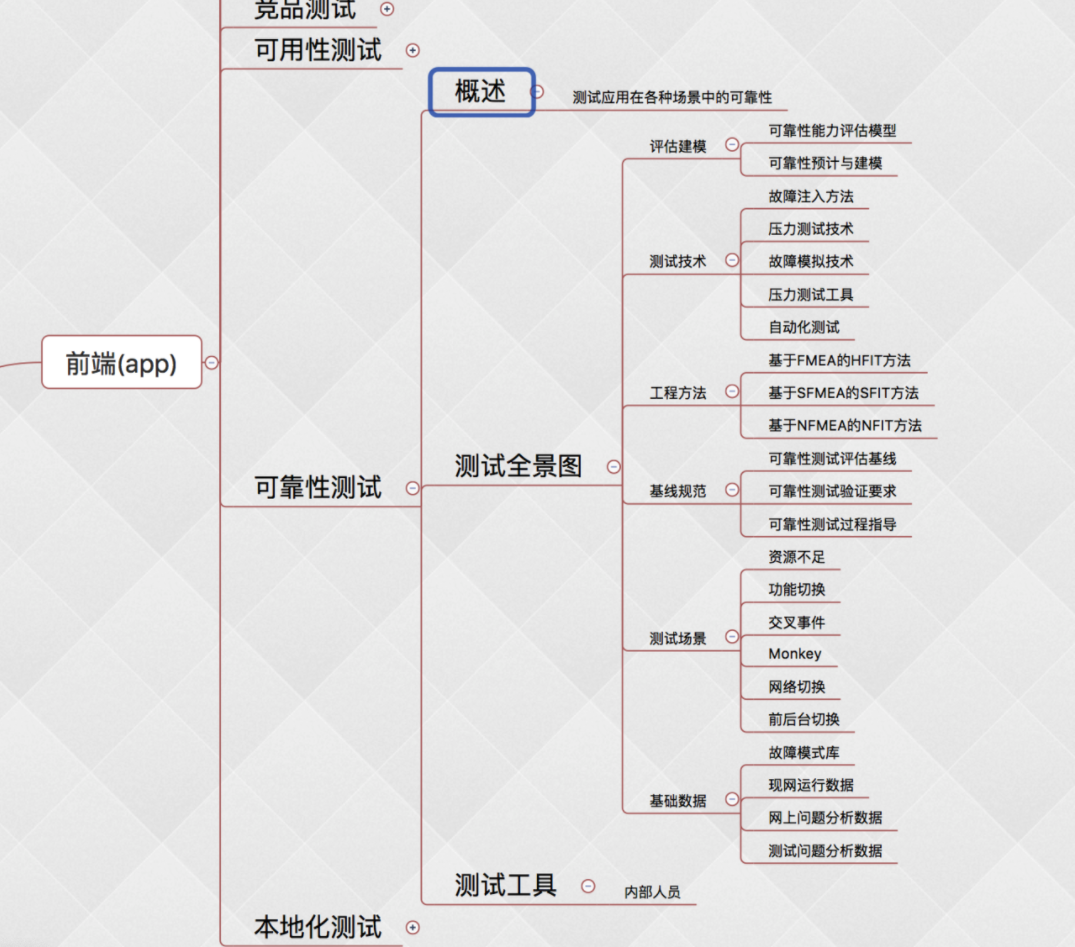 竞品测试
可用性测试
概述
测试应用在各种场景中的可靠性
评估建模
可靠性能力评估模型
可靠性预计与建模
测试技术
故障注入方法
压力测试技术
故障模拟技术
压力测试工具
自动化测试
前端(app)
工程方法
基于FMEA的HFIT方法
基于SFMEA的SFIT方法
基于NFMEA的NFIT方法
可靠性测试
测试全景图
基线规范
可靠性测试评估基线
可靠性测试验证要求
可靠性测试过程指导
测试场景
资源不足
功能切换
交叉事件
Monkey
网络切换
前后台切换
基础数据
故障模式库
现网运行数据
网上问题分析数据
测试问题分析数据
测试工具
内部人员
本地化测试